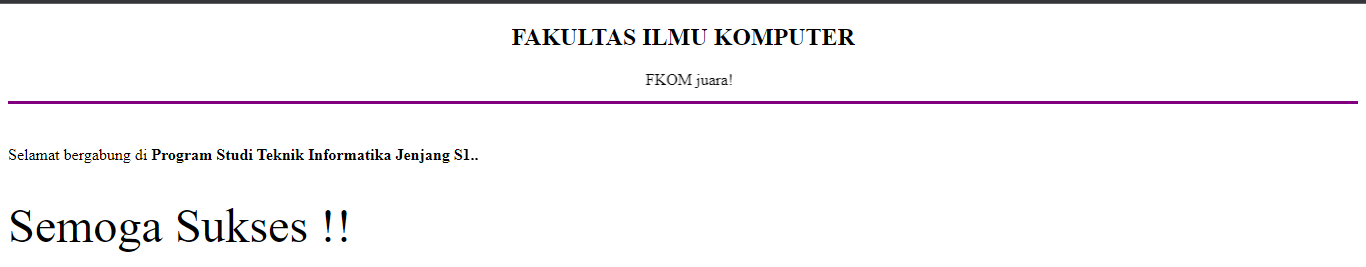 FAKULTAS ILMU KOMPUTER
FKOM juara!
Selamat bergabung di Program Studi Teknik Informatika Jenjang S1..
Semoga Sukses !!